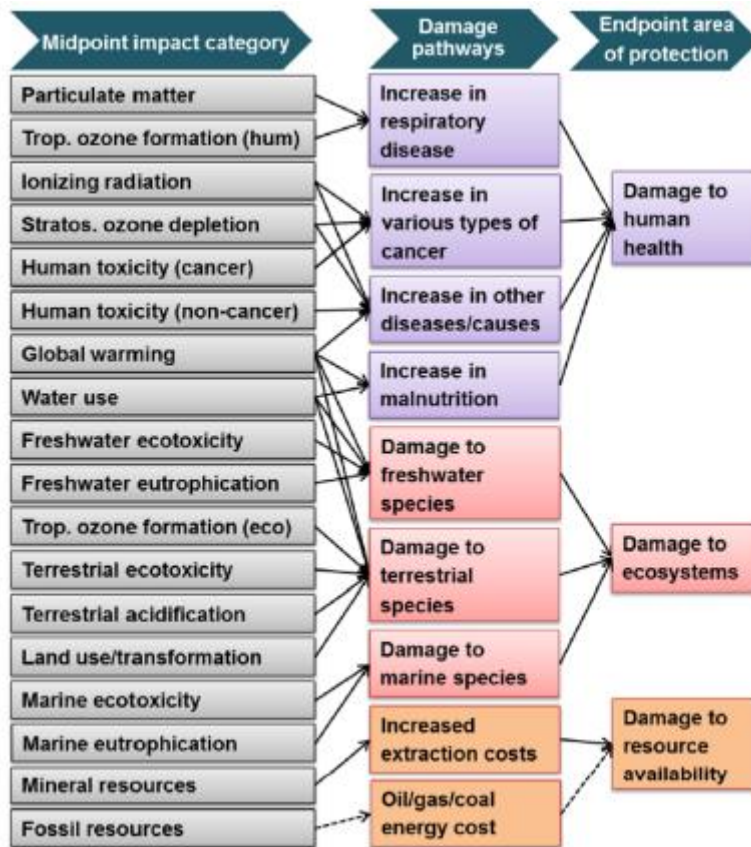 Midpoint impact category
Damage
pathways
Endpoint area
of protection
Particulate matter
Trop. ozone formation (hum)
Ionizing radiation
Stratos. ozone depletion
Human toxicity (cancer)
Human toxicity (non-cancer)
Global warming
Water use
Freshwater ecotoxicity
Freshwater eutrophication
Trop. ozone formation (eco)
Terrestrial ecotoxicity
Terrestrial acidification
Land use/transformation
Marine ecotoxicity
Marine eutrophication
Mineral resources
Fossil resources
Increase in
respiratory
disease
Increase in
various types of
cancer
Increase in other
diseases/causes
Increase in
malnutrition
Damage to
freshwater
species
Damage to
terrestrial
species
Damage to
marine species
Increased
extraction costs
Oil/gas/coal
energy cost
Damage to
human
health
Damage to
ecosystems
Damage to
resource
availability